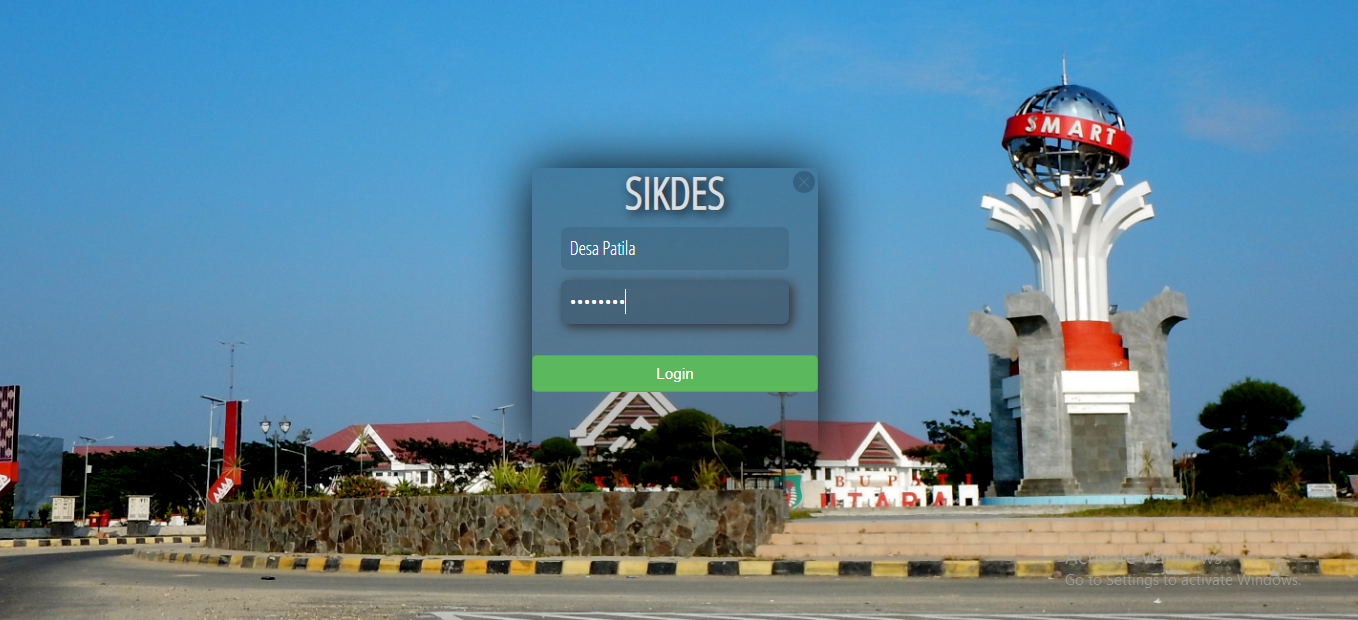 SMART
SIKDES
Desa Patila
••••••••
Login
BUPATI
UTARA
Activate Windows
Go to Settings to activate Windows.